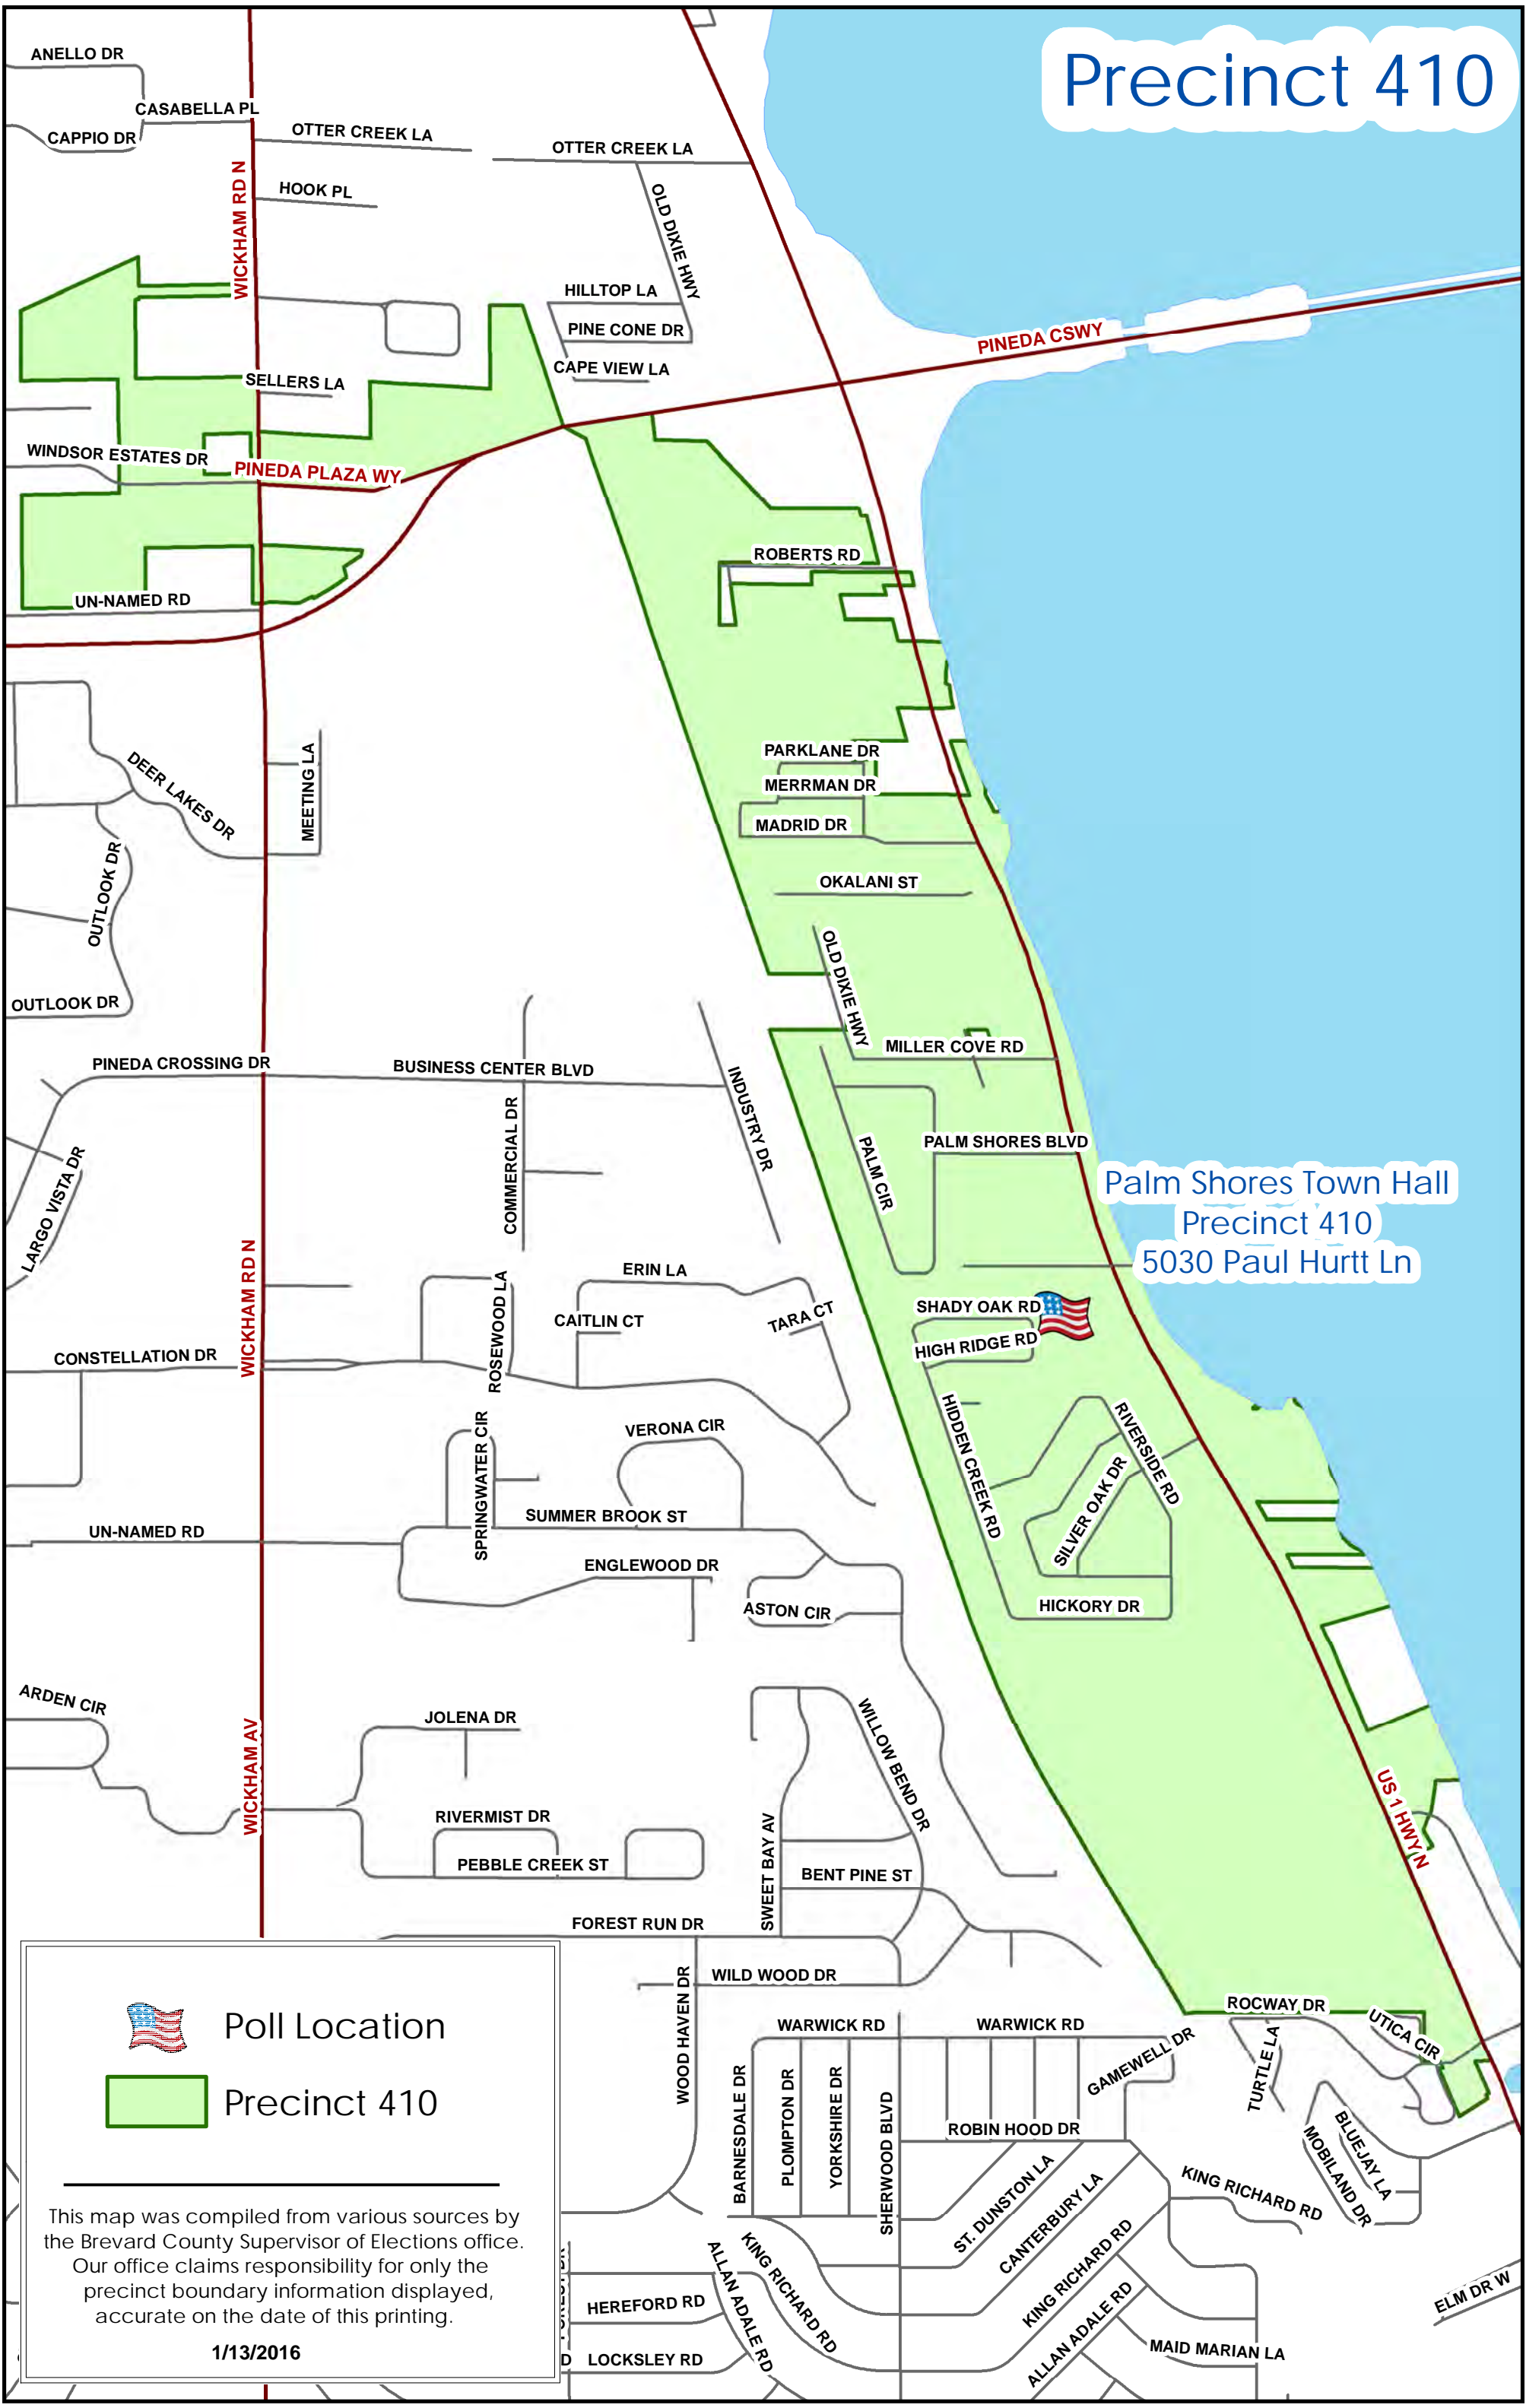 Precinct 410
ANELLO DR
CASABELLA PL
CAPPIO DR
OTTER CREEK LA
OTTER CREEK LA
WICKHAM RD N
HOOK PL
OLD DIXIE HWY
HILLTOP LA
PINE CONE DR
PINEDA CSWY
CAPE VIEW LA
SELLERS LA
WINDSOR ESTATES DR
PINEDA PLAZA WY
ROBERTS RD
UN-NAMED RD
PARKLANE DR
DEER LAKES DR
MEETING LA
MERRMAN DR
MADRID DR
OUTLOOK DR
OKALANI ST
OLD DIXIE HWY
OUTLOOK DR
MILLER COVE RD
PINEDA CROSSING DR
BUSINESS CENTER BLVD
INDUSTRY DR
COMMERCIAL DR
PALM SHORES BLVD
PALM CIR
LARGO VISTA DR
Palm Shores Town Hall
Precinct 410
5030 Paul Hurtt Ln
WICKHAM RD N
ERIN LA
ROSEWOOD LA
CAITLIN CT
TARA CT
SHADY OAK RD
HIGH RIDGE RD
CONSTELLATION DR
HIDDEN CREEK RD
RIVERSIDE RD
SILVER OAK DR
SPRINGWATER CIR
VERONA CIR
SUMMER BROOK ST
UN-NAMED RD
ENGLEWOOD DR
ASTON CIR
HICKORY DR
ARDEN CIR
JOLENA DR
WICKHAM AV
WILLOW BEND DR
US 1 HWY N
RIVERMIST DR
PEBBLE CREEK ST
SWEET BAY AV
BENT PINE ST
FOREST RUN DR
WILD WOOD DR
WOOD HAVEN DR
ROCWAY DR
UTICA CIR
WARWICK RD
WARWICK RD
GAMEWELL DR
TURTLE LA
BARNESDALE DR
PLOMPTON DR
YORKSHIRE DR
SHERWOOD BLVD
ROBIN HOOD DR
BLUEJAY LA
MOBILAND DR
ST. DUNSTON LA
CANTERBURY LA
KING RICHARD RD
KING RICHARD RD
KING RICHARD RD
ALLAN ADALE RD
ALLAN ADALE RD
HEREFORD RD
LOCKSLEY RD
MAID MARIAN LA
ELM DR W
Poll Location
Precinct 410
This map was compiled from various sources by
the Brevard County Supervisor of Elections office.
Our office claims responsibility for only the
precinct boundary information displayed,
accurate on the date of this printing.
1/13/2016